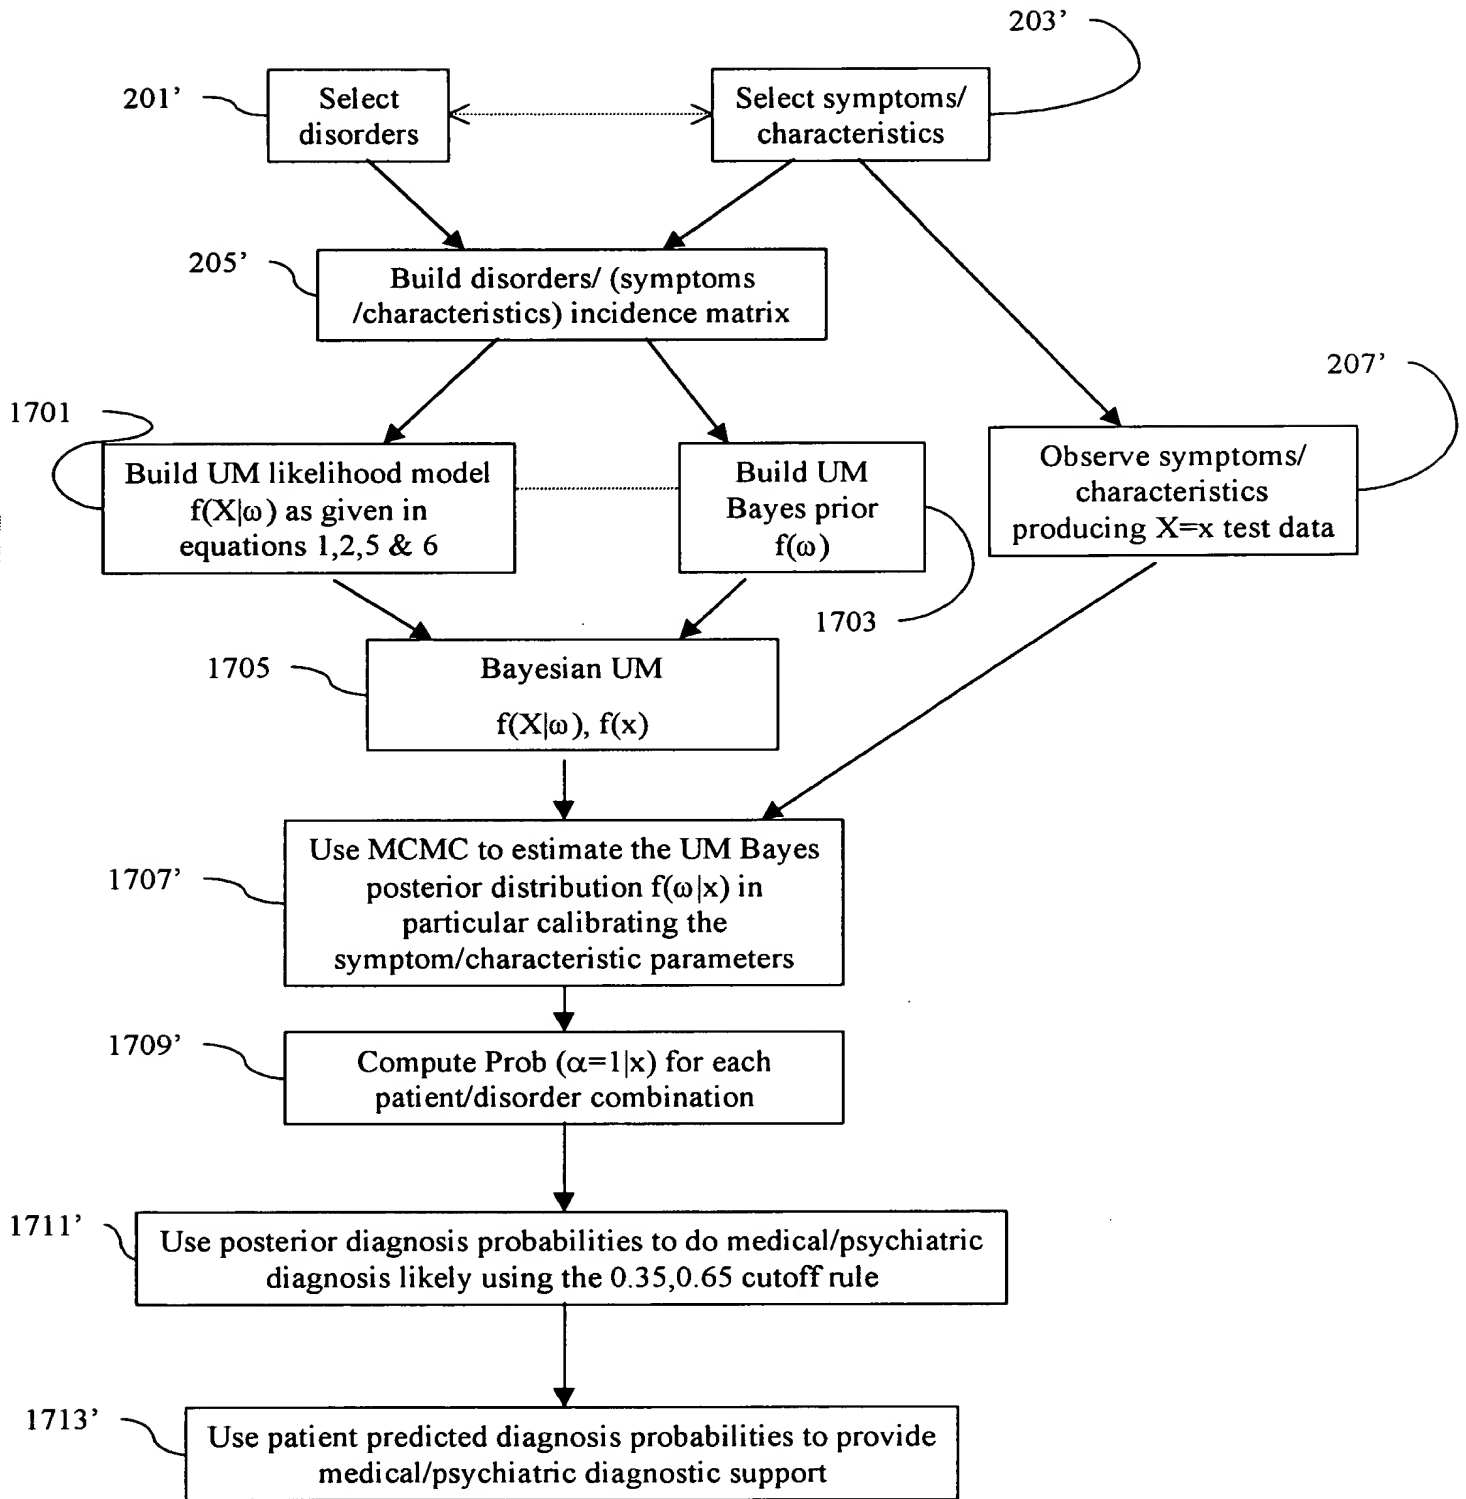 203’
201’
Select
disorders
Select symptoms/
characteristics
205’
Build disorders/ (symptoms
/characteristics) incidence matrix
207’
1701
Build UM likelihood model
f(X|ω) as given in
equations 1,2,5 & 6
Build UM
Bayes prior
f(ω)
Observe symptoms/
characteristics
producing X=x test data
1703
1705
Bayesian UM
f(X|ω), f(x)
1707’
Use MCMC to estimate the UM Bayes
posterior distribution f(ω|x) in
particular calibrating the
symptom/characteristic parameters
1709’
Compute Prob (α=1|x) for each
patient/disorder combination
1711’
Use posterior diagnosis probabilities to do medical/psychiatric
diagnosis likely using the 0.35,0.65 cutoff rule
1713’
Use patient predicted diagnosis probabilities to provide
medical/psychiatric diagnostic support